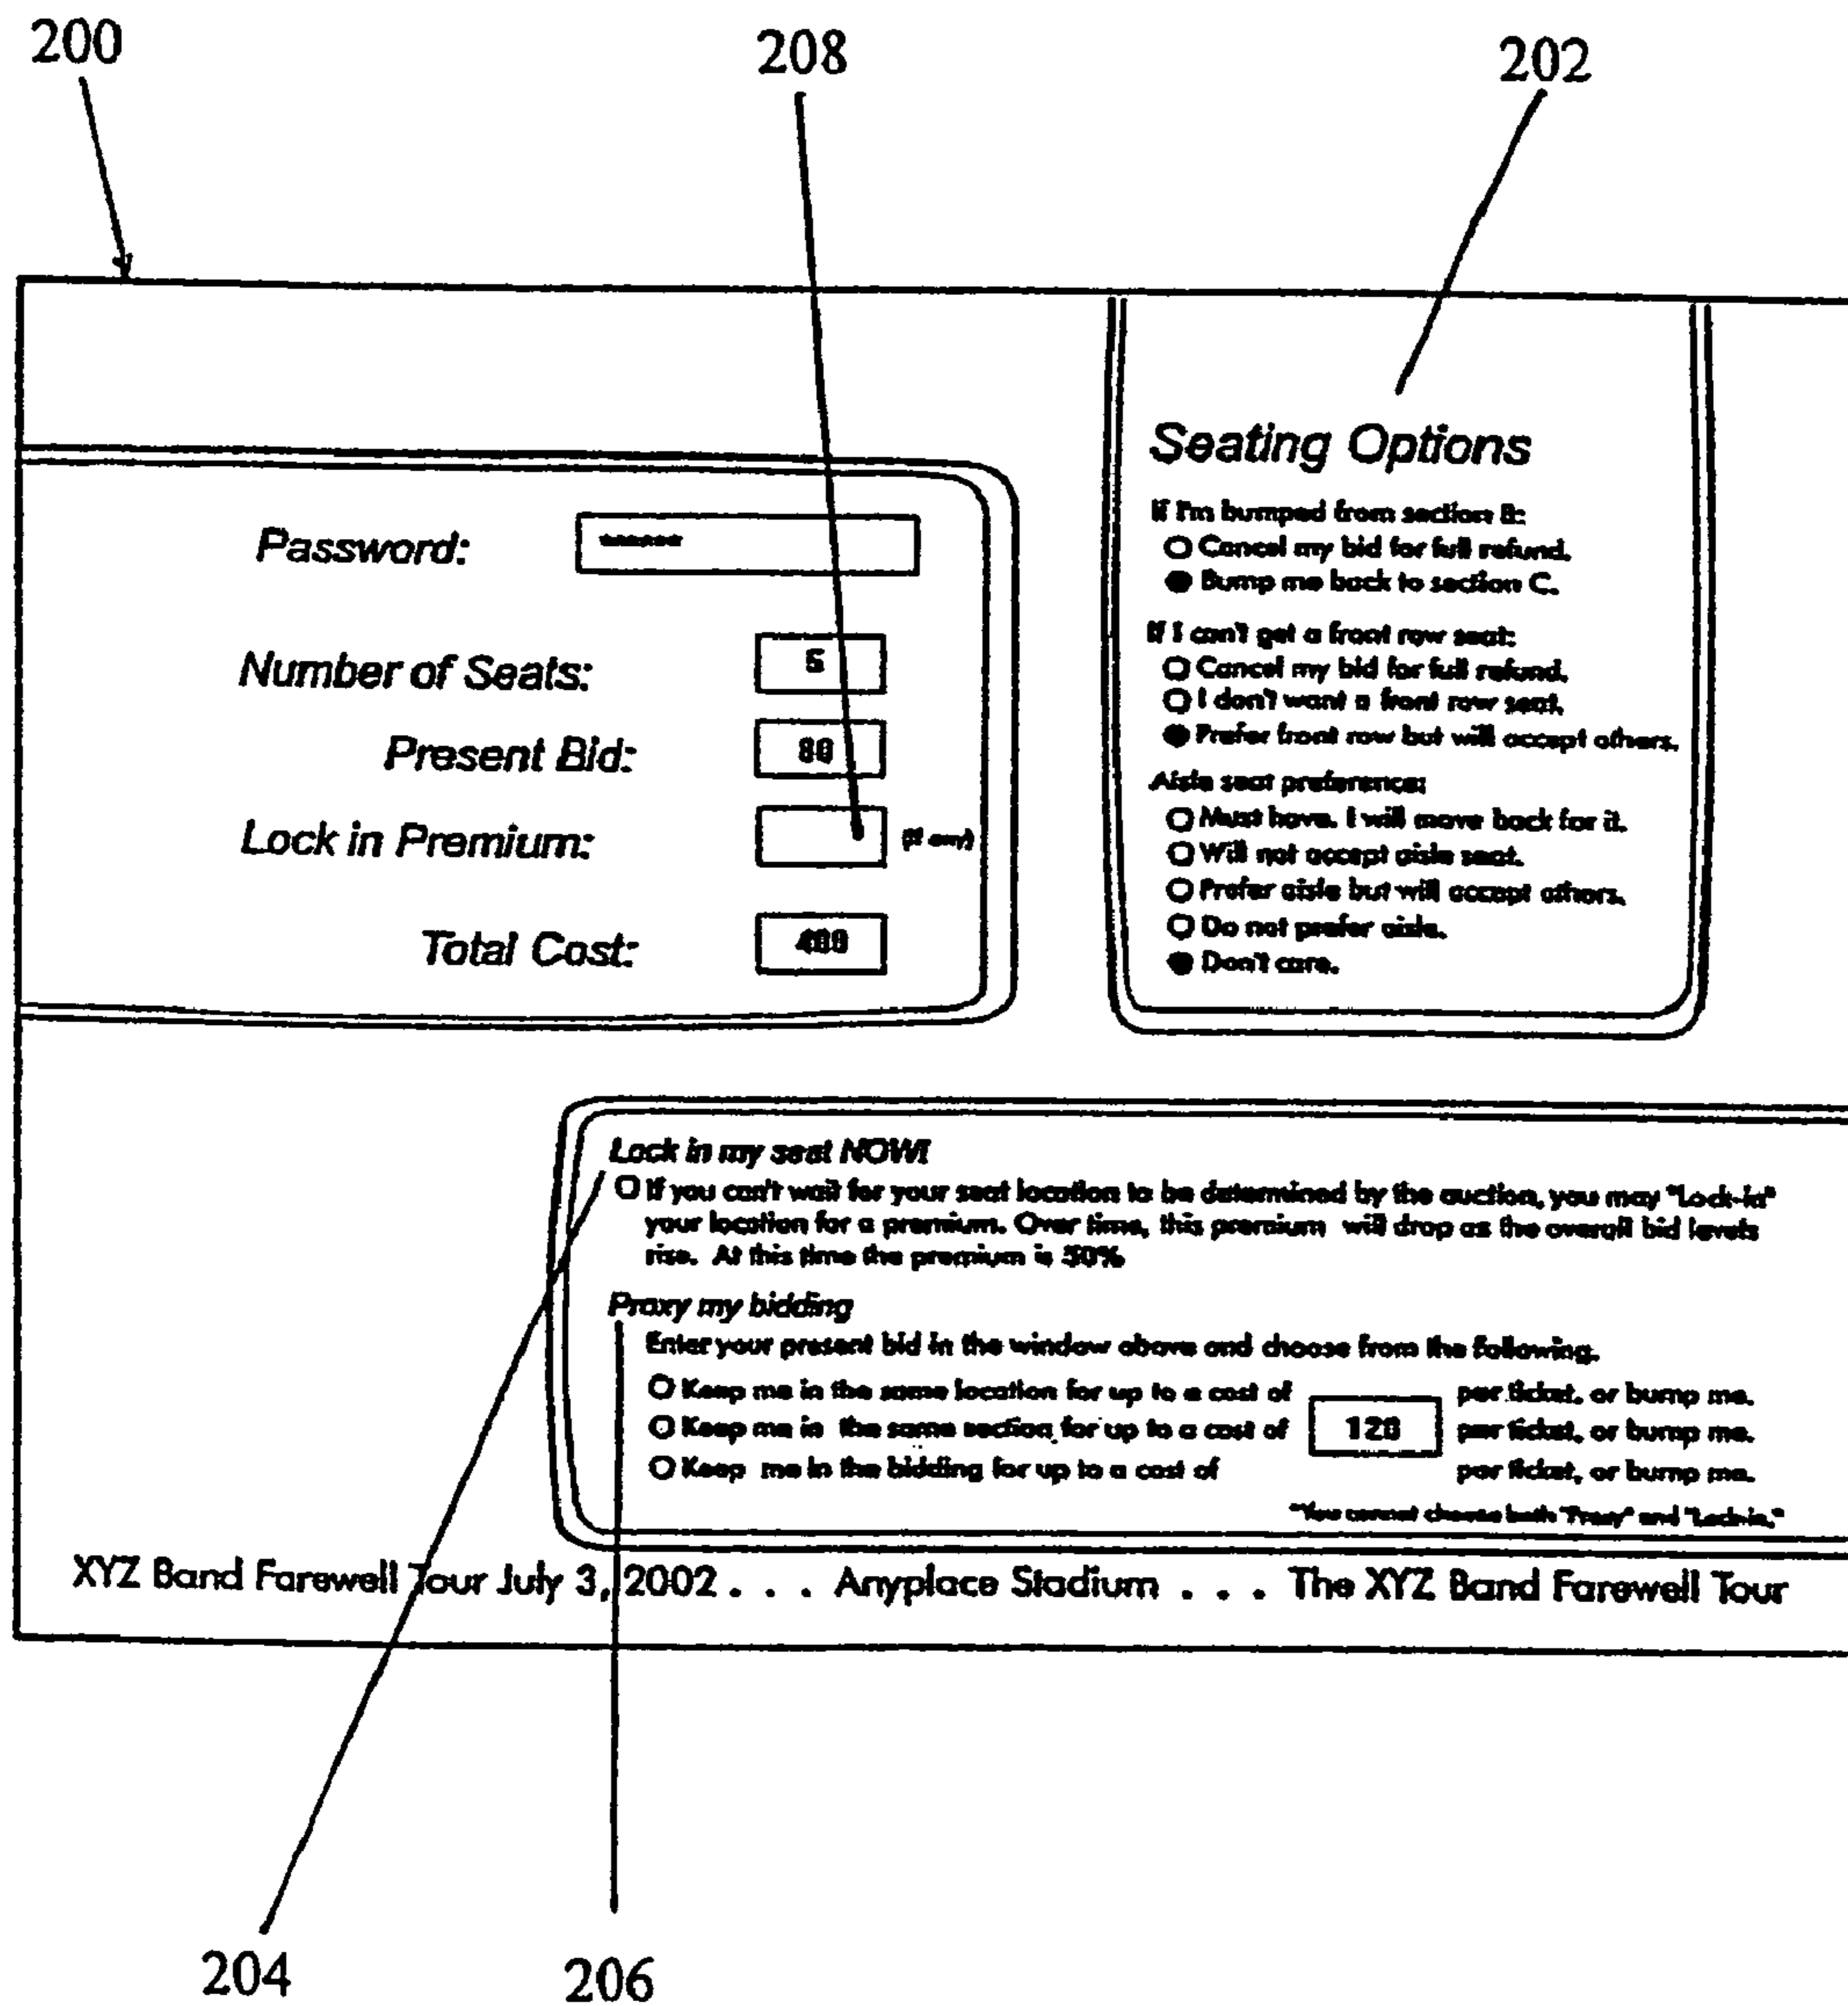 200
208
202
Seating Options
If I'm bumped from section B:
Cancel my bid for full refund.
Bump me back to section C.
If I can't get a front row seat:
Cancel my bid for full refund.
I don't want a front row seat.
Prefer front row but will accept others.
Aisle seat preference:
Must have. I will move back for it.
Will not accept aisle seat.
Prefer aisle but will accept others.
Do not prefer aisle.
Don't care.
Password:
Number of Seats: 5
Present Bid: 80
Lock in Premium: (if any)
Total Cost: 400
Lock in my seat NOW!
If you can't wait for your seat location to be determined by the auction, you may "Lock-in"
your location for a premium. Over time, this premium will drop as the overall bid levels
rise. At this time the premium is 50%
Proxy my bidding
Enter your present bid in the window above and choose from the following.
Keep me in the same location for up to a cost of per ticket, or bump me.
Keep me in the same section for up to a cost of 120 per ticket, or bump me.
Keep me in the bidding for up to a cost of per ticket, or bump me.
"You cannot choose both "Proxy" and "Lock-in."
XYZ Band Farewell Tour July 3, 2002 . . . Anyplace Stadium . . . The XYZ Band Farewell Tour
204
206